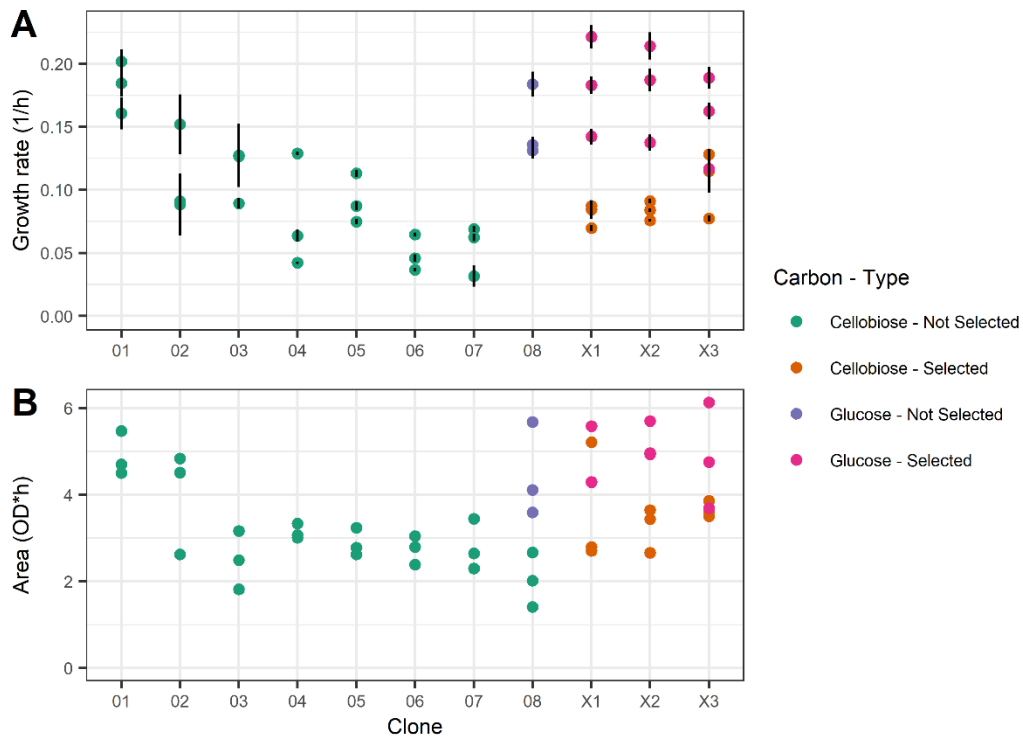 A
Growth rate (1/h)
0.20
0.15
0.10
0.05
0.00
01 02 03 04 05 06 07 08 X1 X2 X3
B
Area (OD*h)
6
4
2
0
01 02 03 04 05 06 07 08 X1 X2 X3
Clone
Carbon - Type
Cellobiose - Not Selected
Cellobiose - Selected
Glucose - Not Selected
Glucose - Selected